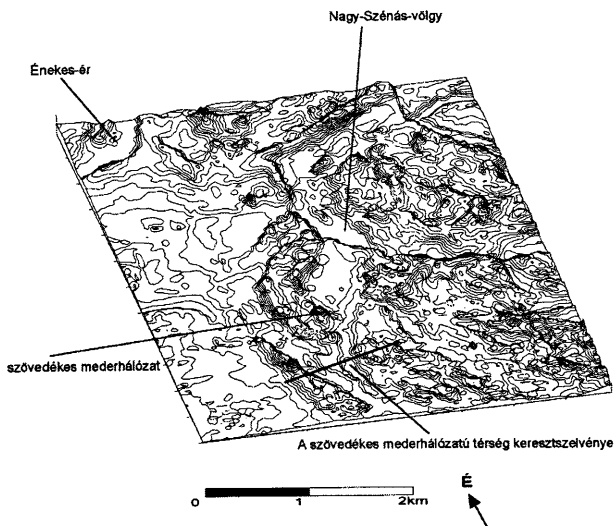 Nagy-Szénás-völgy
Énekes-ér
szövedékes mederhálózat
A szövedékes mederhálózatú térség keresztszelvénye
É
0 1 2km